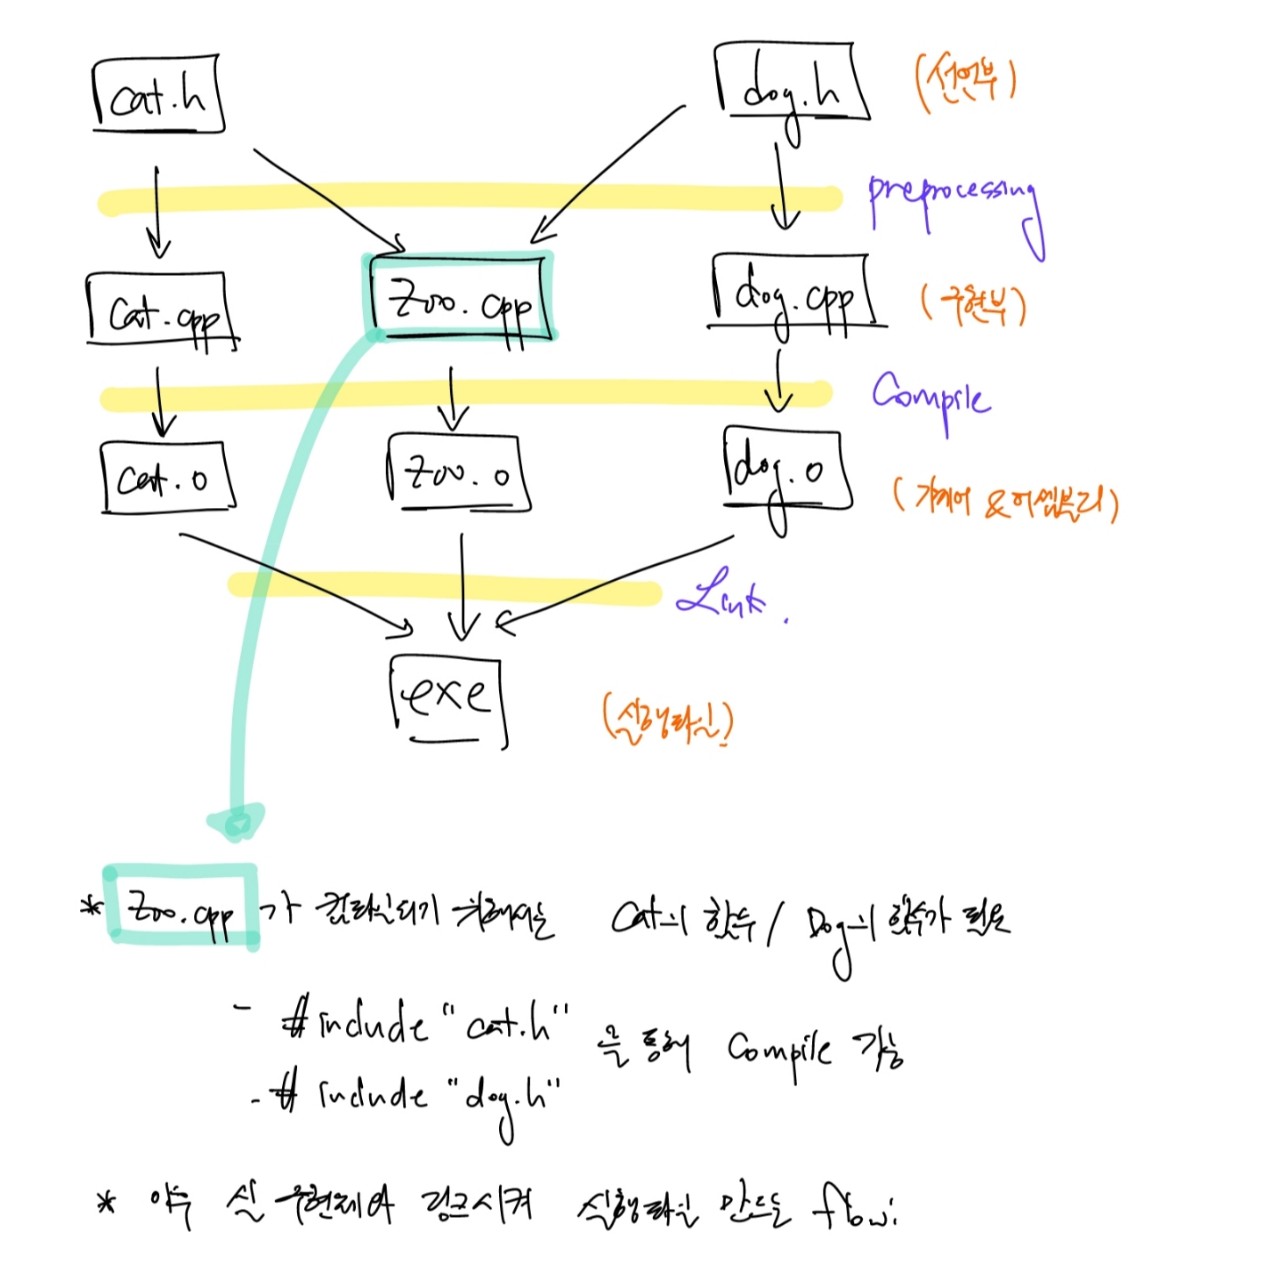 cat.h
dog.h
(선언부)
preprocessing
Cat.cpp
Zoo.cpp
dog.cpp
(구현부)
Compile
cat.o
Zoo.o
dog.o
(기계어 & 어셈블리)
Link.
exe
(실행파일)
* Zoo.cpp 가 컴파일되기 위해서는 Cat의 함수 / Dog의 함수가 필요
- #include "cat.h"
을 통해 Compile 가능
- #include "dog.h"
* 이후 실 구현체와 링크시켜 실행파일 만드는 flow.